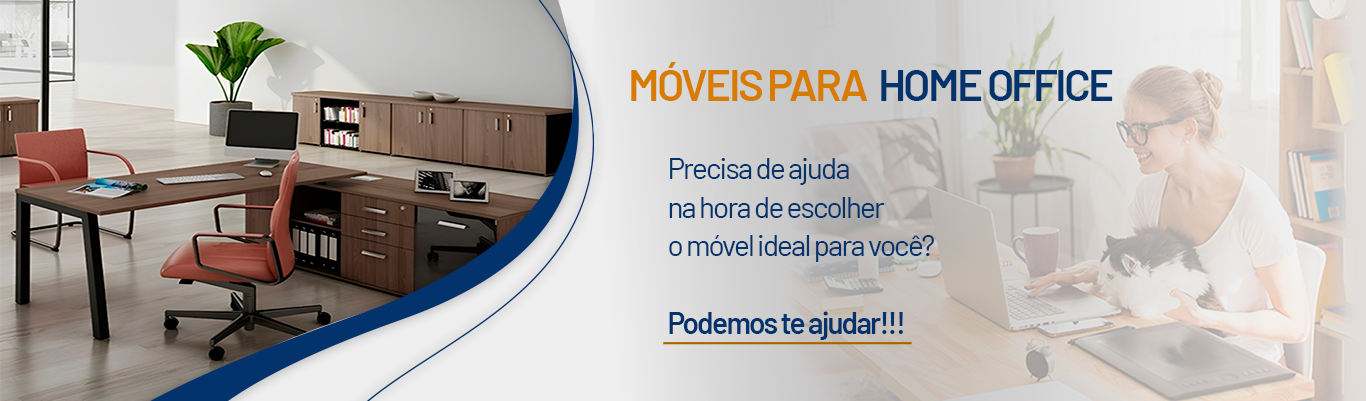 MÓVEIS PARA HOME OFFICE
Precisa de ajuda
na hora de escolher
o móvel ideal para você?
Podemos te ajudar!!!